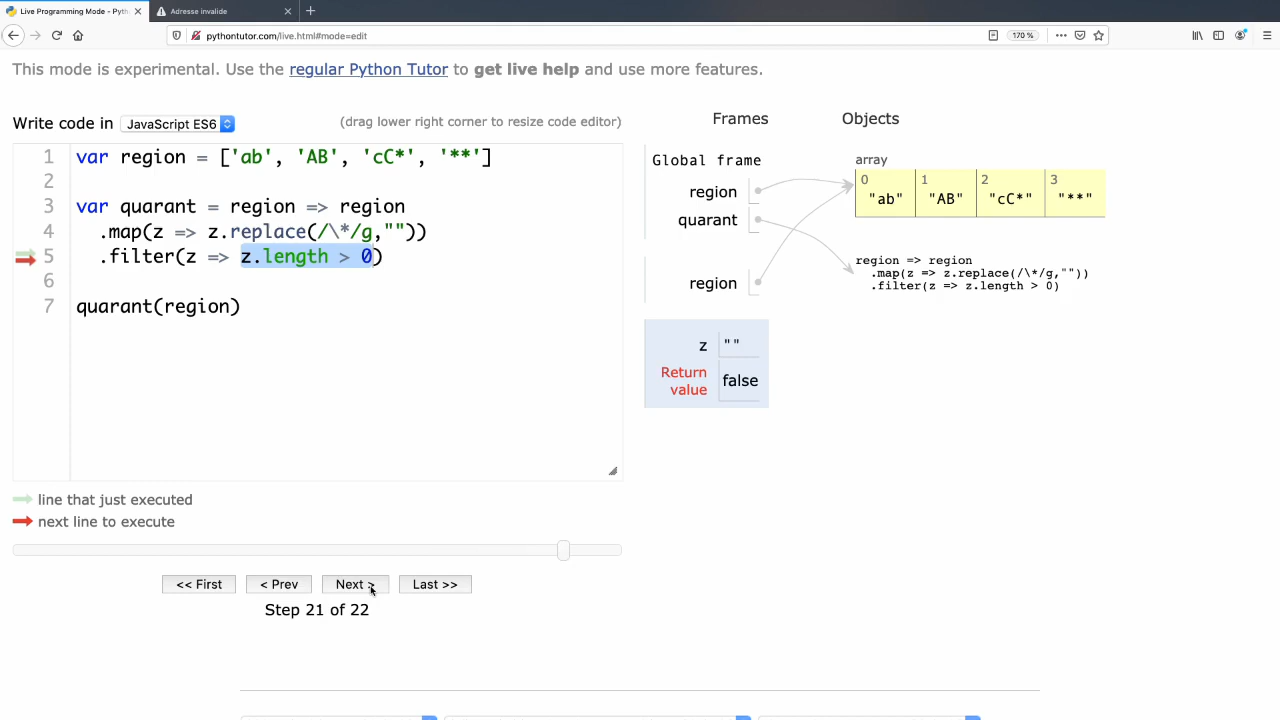 Live Programming Mode - Pyth
Adresse invalide
pythontutor.com/live.html#mode=edit
170 %
This mode is experimental. Use the regular Python Tutor to get live help and use more features.
Write code in JavaScript ES6
(drag lower right corner to resize code editor)
1 var region = ['ab', 'AB', 'cC*', '**']
2
3 var quarant = region => region
4 .map(z => z.replace(/\*/g,""))
5 .filter(z => z.length > 0)
6
7 quarant(region)
line that just executed
next line to execute
<< First
< Prev
Next >
Last >>
Step 21 of 22
Frames
Objects
Global frame
region
quarant
region
z ""
Return value false
array
0 1 2 3
"ab" "AB" "cC*" "**"
region => region
.map(z => z.replace(/\*/g,""))
.filter(z => z.length > 0)